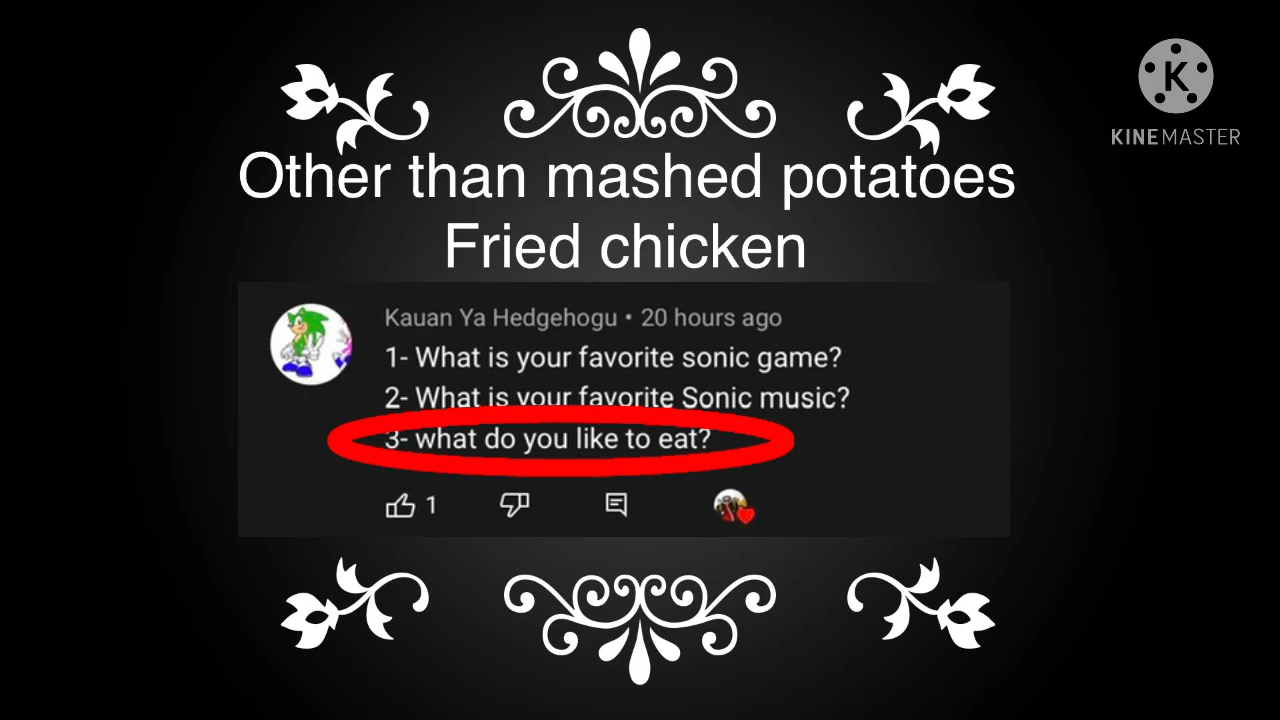 K
KINEMASTER
Other than mashed potatoes
Fried chicken
Kauan Ya Hedgehogu • 20 hours ago
1- What is your favorite sonic game?
2- What is your favorite Sonic music?
3- what do you like to eat?
1